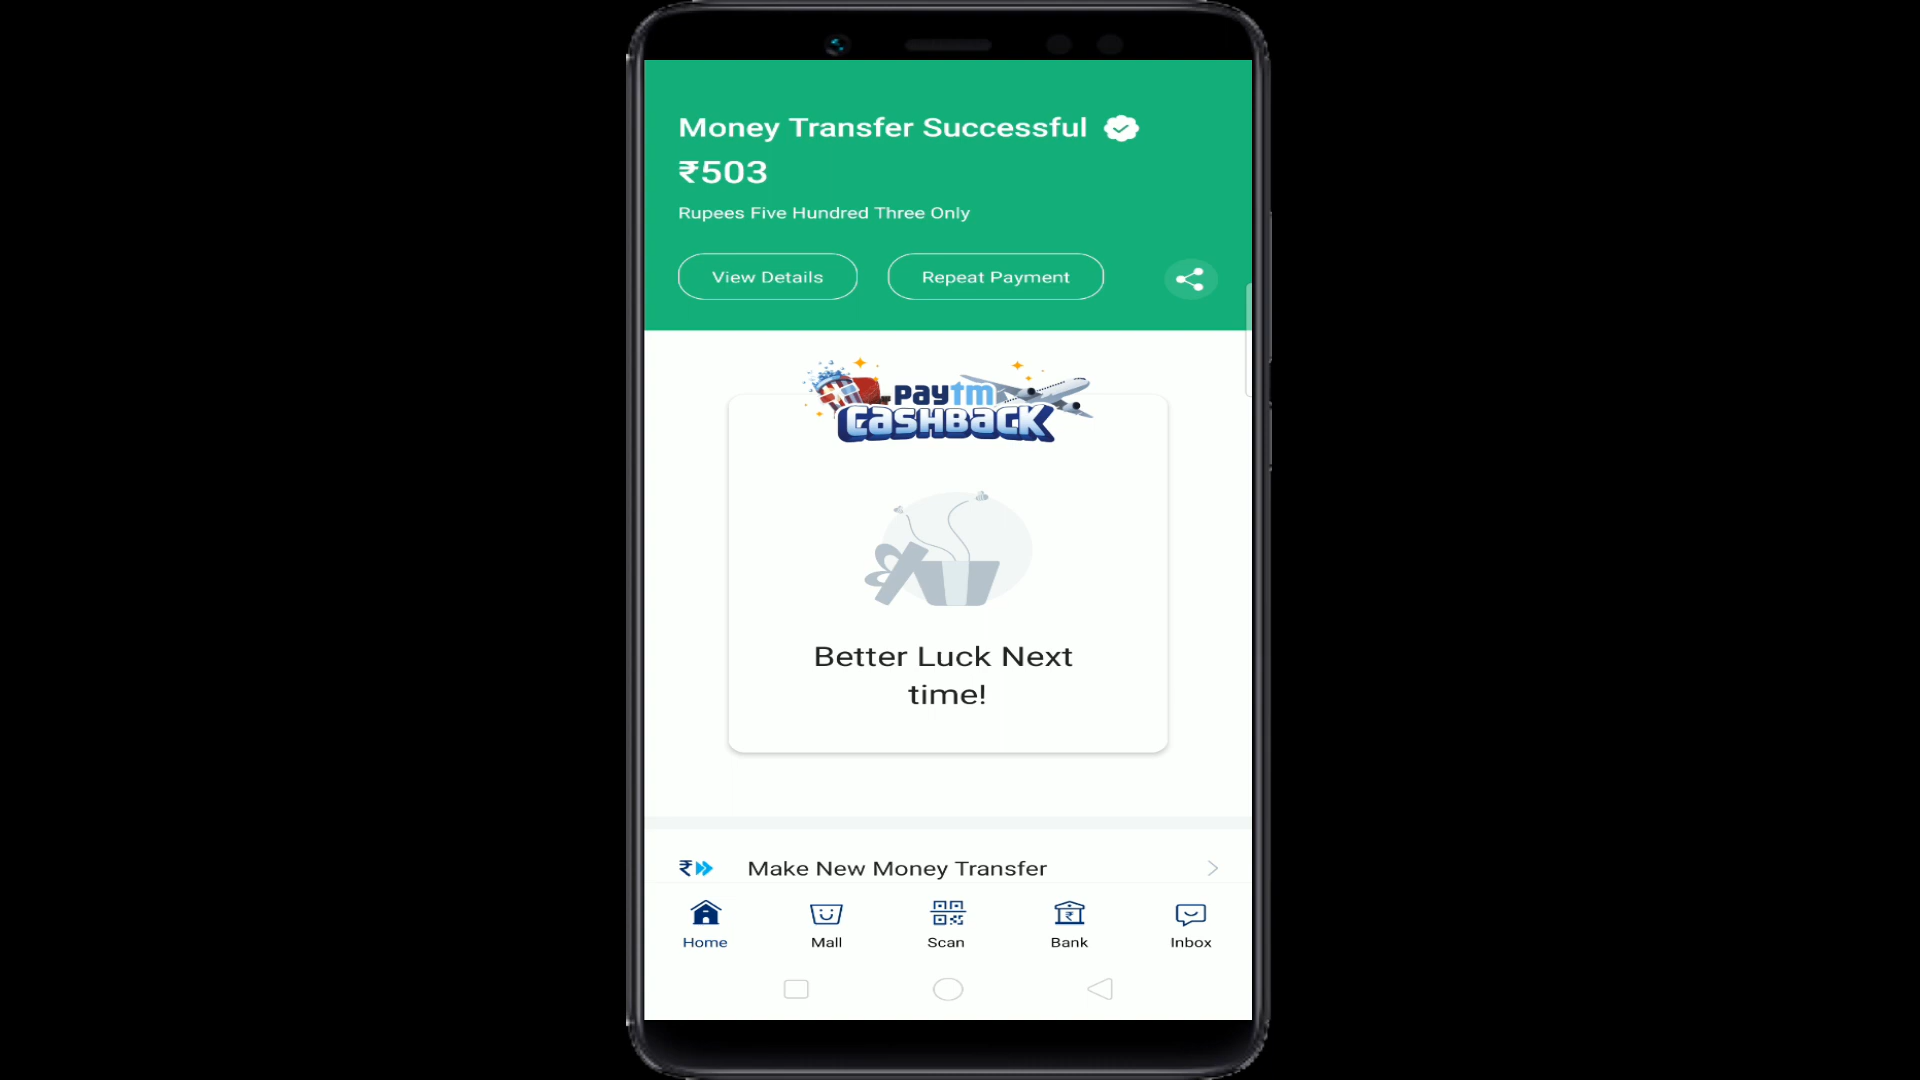 Money Transfer Successful
₹503
Rupees Five Hundred Three Only
View Details
Repeat Payment
paytm
CASHBACK
Better Luck Next
time!
₹
Make New Money Transfer
₹
Home
Mall
Scan
Bank
Inbox